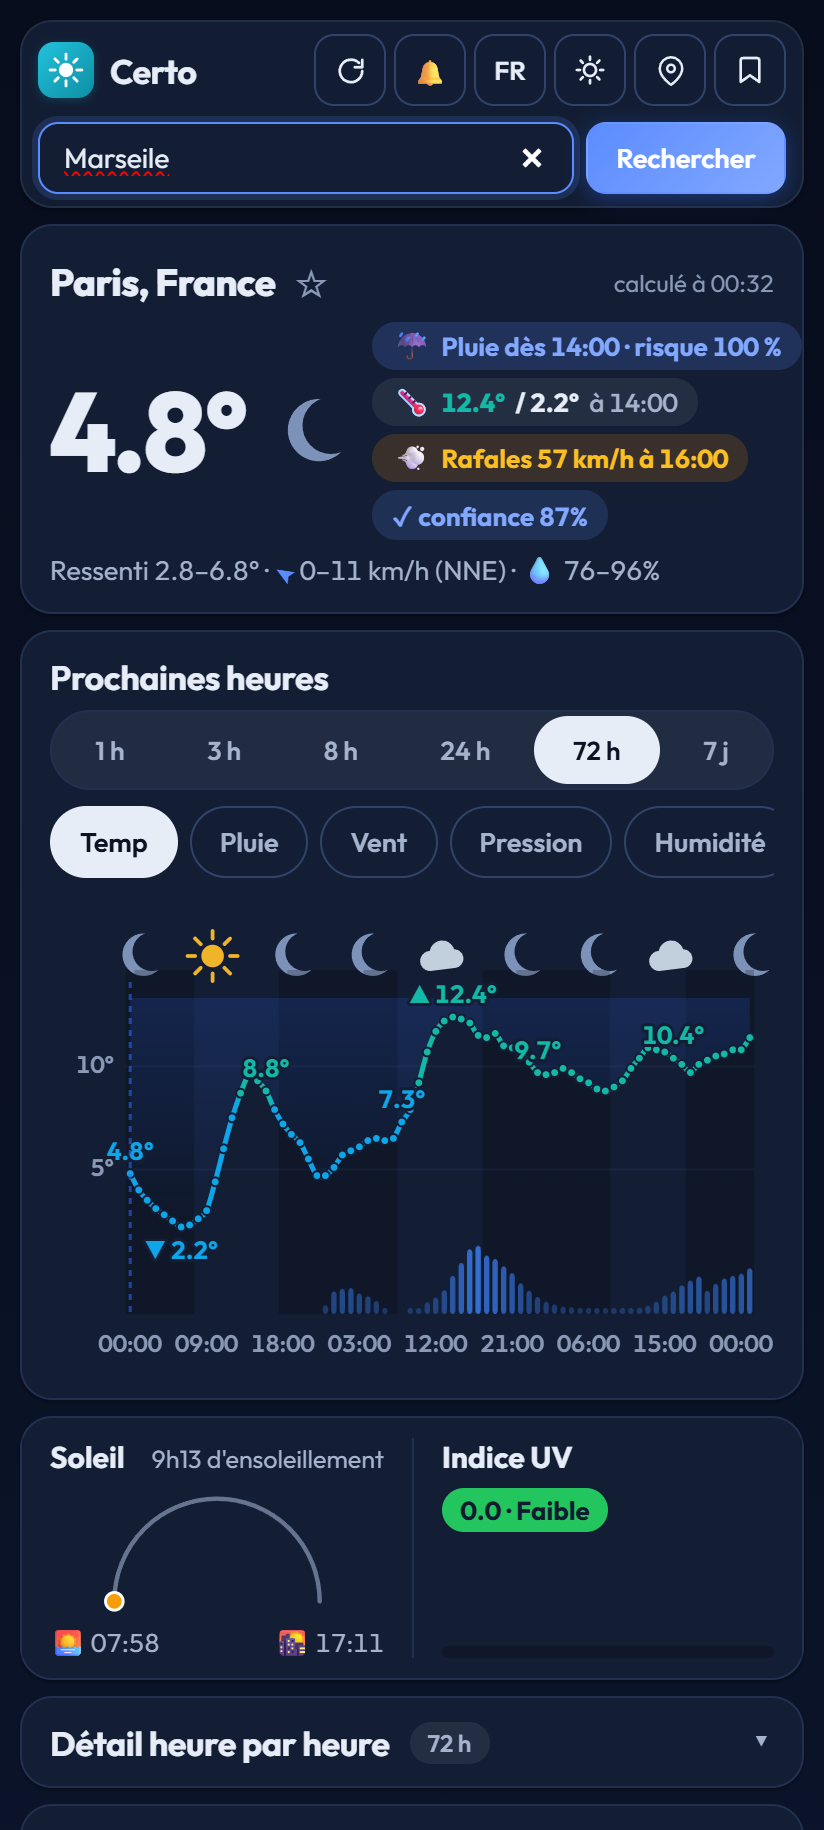 Certo
FR
Marseile
Rechercher
Paris, France
calculé à 00:32
Pluie dès 14:00 · risque 100 %
4.8°
12.4° / 2.2° à 14:00
Rafales 57 km/h à 16:00
✓ confiance 87%
Ressenti 2.8–6.8° · 0–11 km/h (NNE) · 76–96%
Prochaines heures
1 h 3 h 8 h 24 h 72 h 7 j
Temp Pluie Vent Pression Humidité
▲ 12.4°
9.7°
10.4°
10°
8.8°
7.3°
4.8°
5°
▼ 2.2°
00:00 09:00 18:00 03:00 12:00 21:00 06:00 15:00 00:00
Soleil 9h13 d'ensoleillement
Indice UV
0.0 · Faible
07:58 17:11
Détail heure par heure 72 h ▼